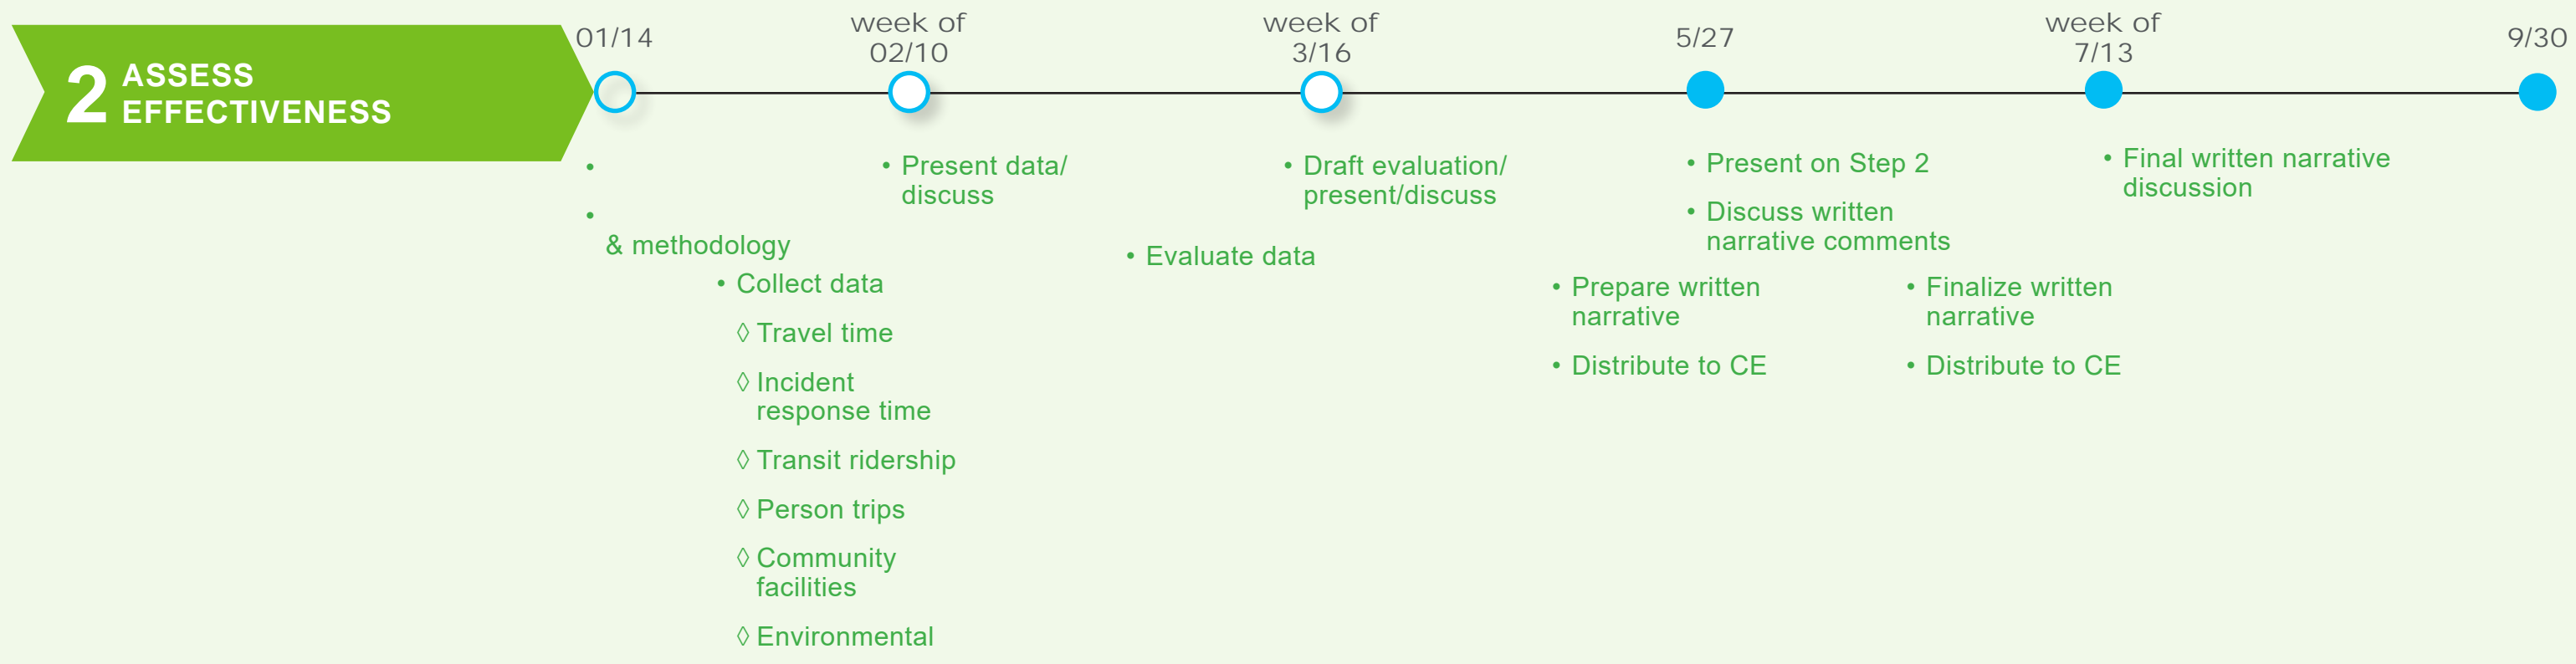 2 ASSESS
EFFECTIVENESS
01/14
week of
02/10
week of
3/16
5/27
week of
7/13
9/30
•
•
& methodology
• Collect data
◊ Travel time
◊ Incident
response time
◊ Transit ridership
◊ Person trips
◊ Community
facilities
◊ Environmental
• Present data/
discuss
• Evaluate data
• Draft evaluation/
present/discuss
• Present on Step 2
• Discuss written
narrative comments
• Prepare written
narrative
• Distribute to CE
• Finalize written
narrative
• Distribute to CE
• Final written narrative
discussion